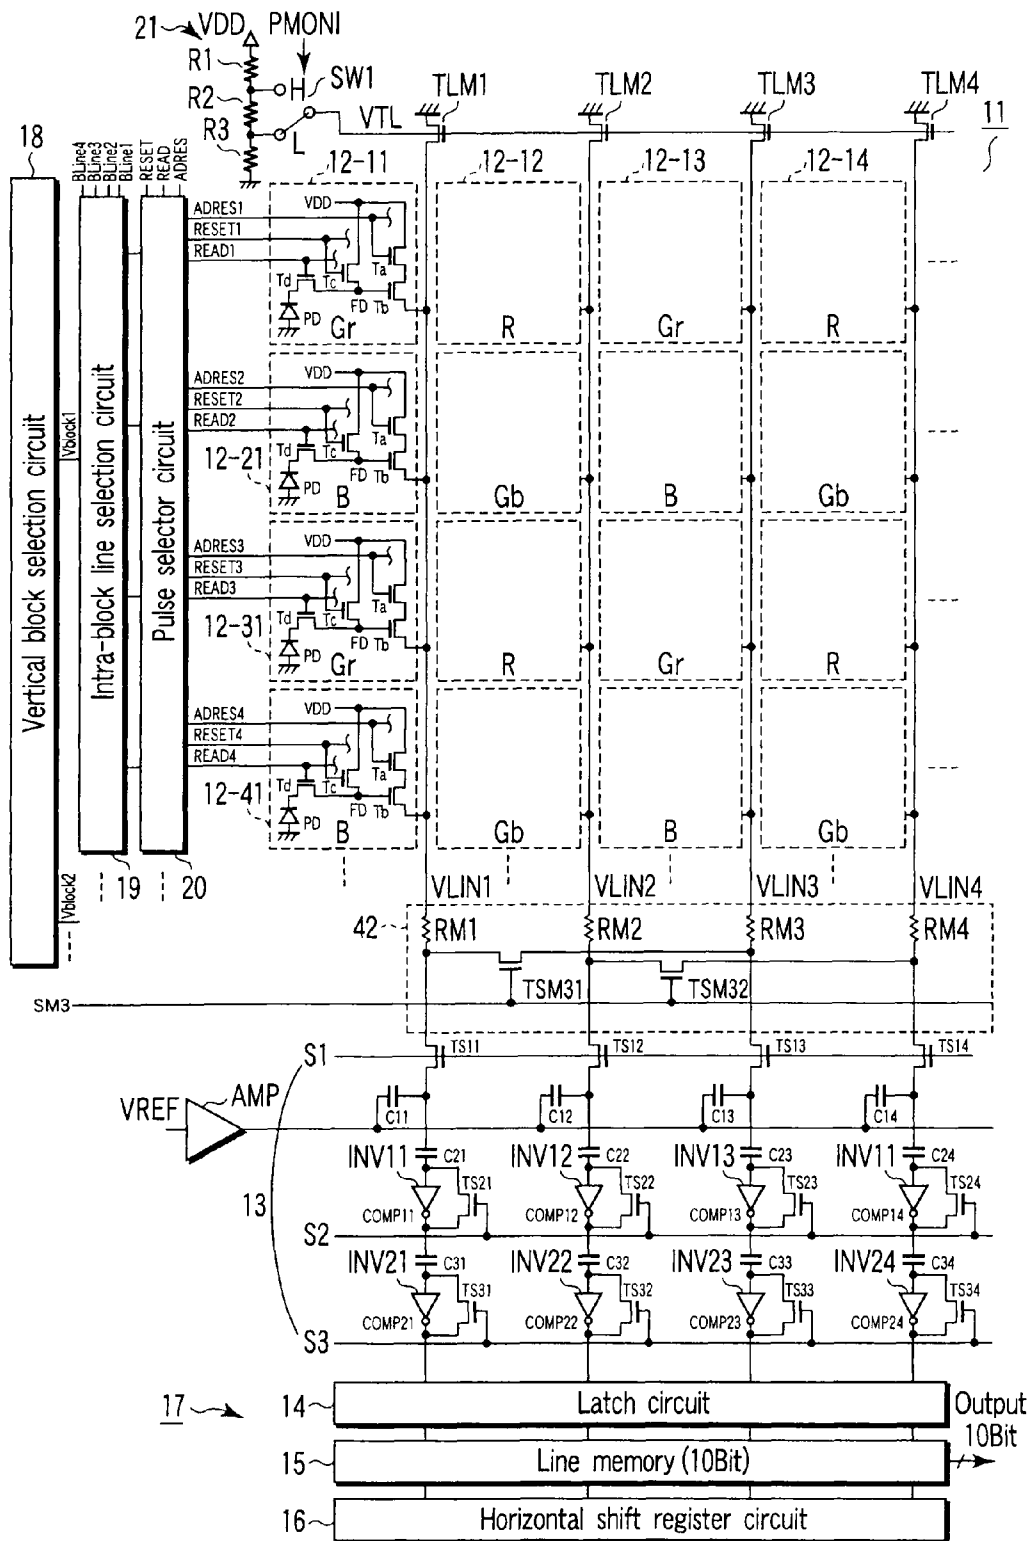 21 VDD PMONI
R1 H SW1
R2
R3 L VTL
TLM1 TLM2 TLM3 TLM4
11
18
BLine4
BLine3
BLine2
BLine1
RESET
READ
ADRES
12-11 12-12 12-13 12-14
Vertical block selection circuit
Vblock1
Vblock2
Intra-block line selection circuit
19
Pulse selector circuit
20
ADRES1
RESET1
READ1
VDD
Td Tc Ta
PD FD Tb
Gr R Gr R
ADRES2
RESET2
READ2
VDD
12-21
Td Tc Ta
PD FD Tb
B Gb B Gb
ADRES3
RESET3
READ3
VDD
12-31
Td Tc Ta
PD FD Tb
Gr R Gr R
ADRES4
RESET4
READ4
VDD
12-41
Td Tc Ta
PD FD Tb
B Gb B Gb
VLIN1 VLIN2 VLIN3 VLIN4
42 RM1 RM2 RM3 RM4
TSM31 TSM32
SM3
S1 TS11 TS12 TS13 TS14
VREF AMP
C11 C12 C13 C14
13
INV11 C21 INV12 C22 INV13 C23 INV11 C24
TS21 TS22 TS23 TS24
COMP11 COMP12 COMP13 COMP14
S2
INV21 C31 INV22 C32 INV23 C33 INV24 C34
TS31 TS32 TS33 TS34
COMP21 COMP22 COMP23 COMP24
S3
17
14 Latch circuit
Output
10Bit
15 Line memory (10Bit)
16 Horizontal shift register circuit